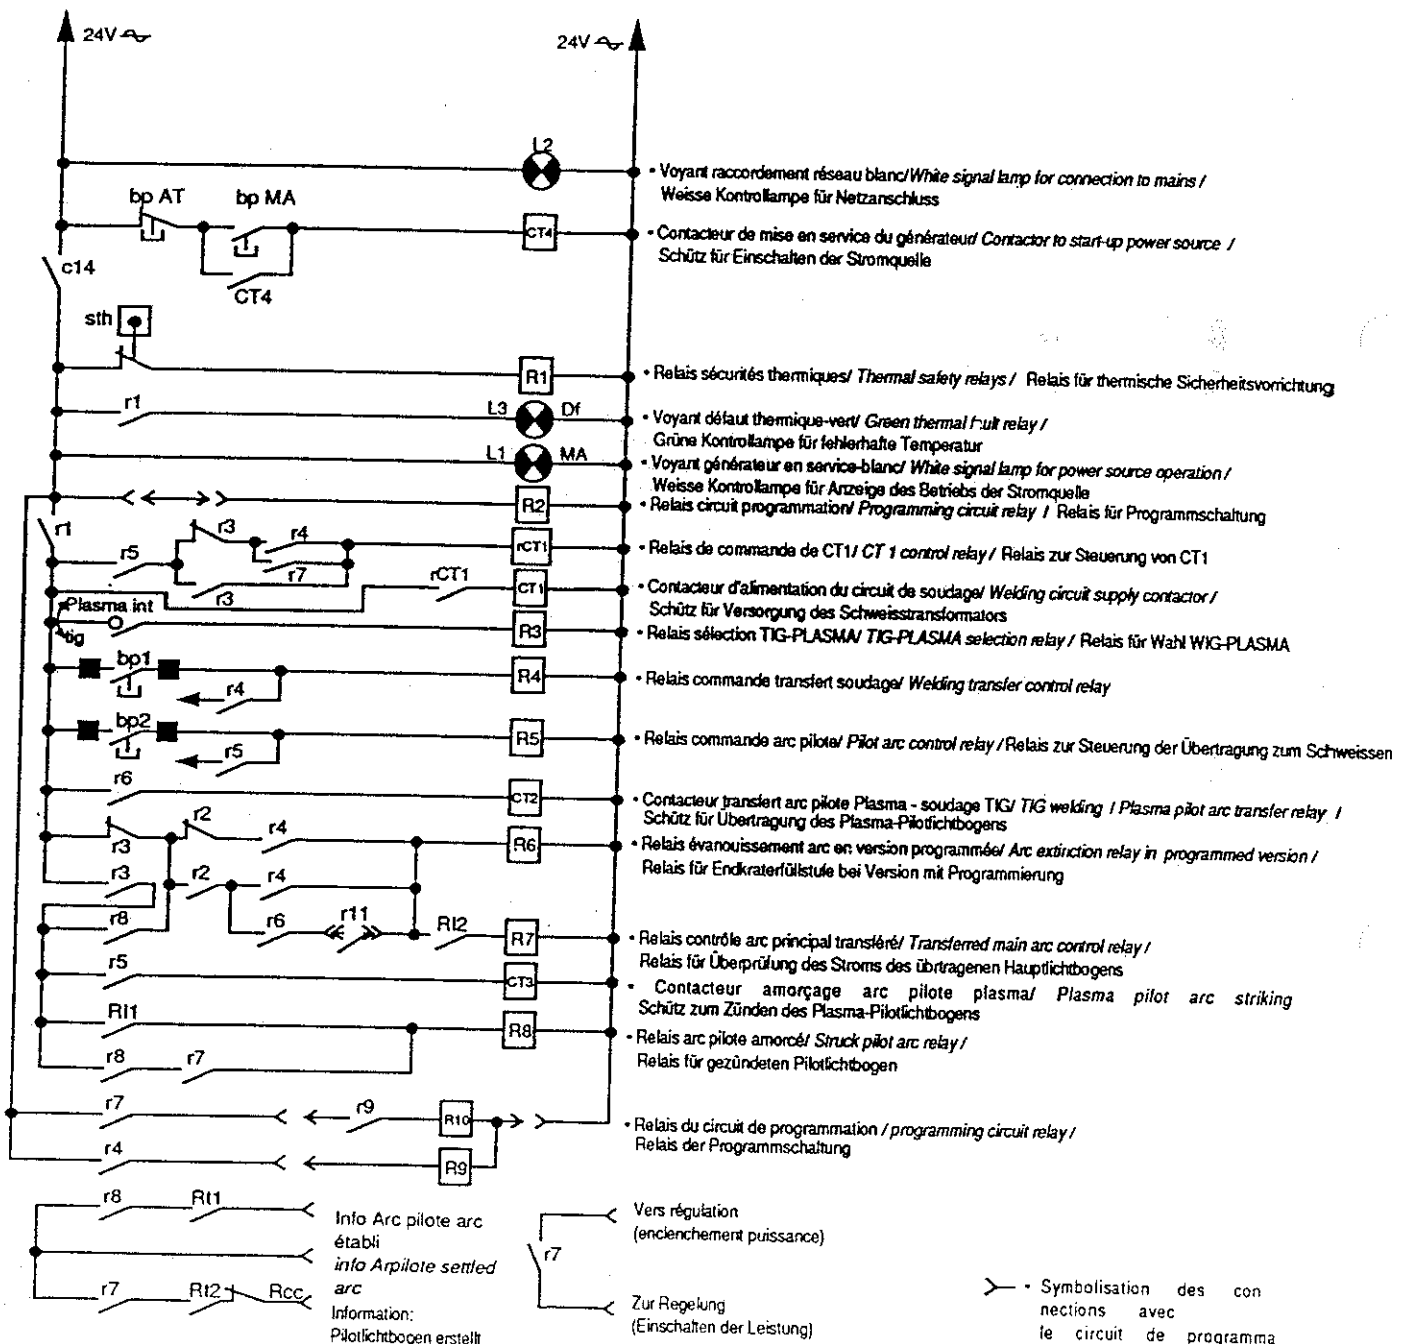 24V
24V
L2
• Voyant raccordement réseau blanc/White signal lamp for connection to mains /
Weisse Kontrollampe für Netzanschluss
bp AT
bp MA
CT4
• Contacteur de mise en service du générateur/ Contactor to start-up power source /
Schütz für Einschalten der Stromquelle
c14
CT4
sth
R1
• Relais sécurités thermiques/ Thermal safety relays / Relais für thermische Sicherheitsvorrichtung
r1
L3
Df
• Voyant défaut thermique-vert/ Green thermal fault relay /
Grüne Kontrollampe für fehlerhafte Temperatur
L1
MA
• Voyant générateur en service-blanc/ White signal lamp for power source operation /
Weisse Kontrollampe für Anzeige des Betriebs der Stromquelle
R2
• Relais circuit programmation/ Programming circuit relay / Relais für Programmschaltung
r1
r3
r4
r5
r7
r3
rCT1
• Relais de commande de CT1/ CT 1 control relay / Relais zur Steuerung von CT1
rCT1
CT1
• Contacteur d'alimentation du circuit de soudage/ Welding circuit supply contactor /
Schütz für Versorgung des Schweisstransformators
Plasma int
tig
R3
• Relais sélection TIG-PLASMA/ TIG-PLASMA selection relay / Relais für Wahl WIG-PLASMA
bp1
r4
R4
• Relais commande transfert soudage/ Welding transfer control relay
bp2
r5
R5
• Relais commande arc pilote/ Pilot arc control relay / Relais zur Steuerung der Übertragung zum Schweissen
r6
CT2
• Contacteur transfert arc pilote Plasma - soudage TIG/ TIG welding / Plasma pilot arc transfer relay /
Schütz für Übertragung des Plasma-Pilotlichtbogens
r3
r2
r4
R6
• Relais évanouissement arc en version programmée/ Arc extinction relay in programmed version /
Relais für Endkraterfüllstufe bei Version mit Programmierung
r3
r2
r4
r8
r6
r11
RI2
R7
• Relais contrôle arc principal transféré/ Transferred main arc control relay /
Relais für Überprüfung des Stroms des übrtragenen Hauptlichtbogens
r5
CT3
• Contacteur amorçage arc pilote plasma/ Plasma pilot arc striking
Schütz zum Zünden des Plasma-Pilotlichtbogens
RI1
R8
• Relais arc pilote amorcé/ Struck pilot arc relay /
Relais für gezündeten Pilotlichtbogen
r8
r7
r7
r9
R10
• Relais du circuit de programmation / programming circuit relay /
Relais der Programmschaltung
r4
R9
r8
RI1
Info Arc pilote arc
établi
info Arpilote settled
arc
Information:
Pilotlichtbogen erstellt
r7
RI2
Rcc
Vers régulation
(enclenchement puissance)
r7
Zur Regelung
(Einschalten der Leistung)
• Symbolisation des con
nections avec
le circuit de programma